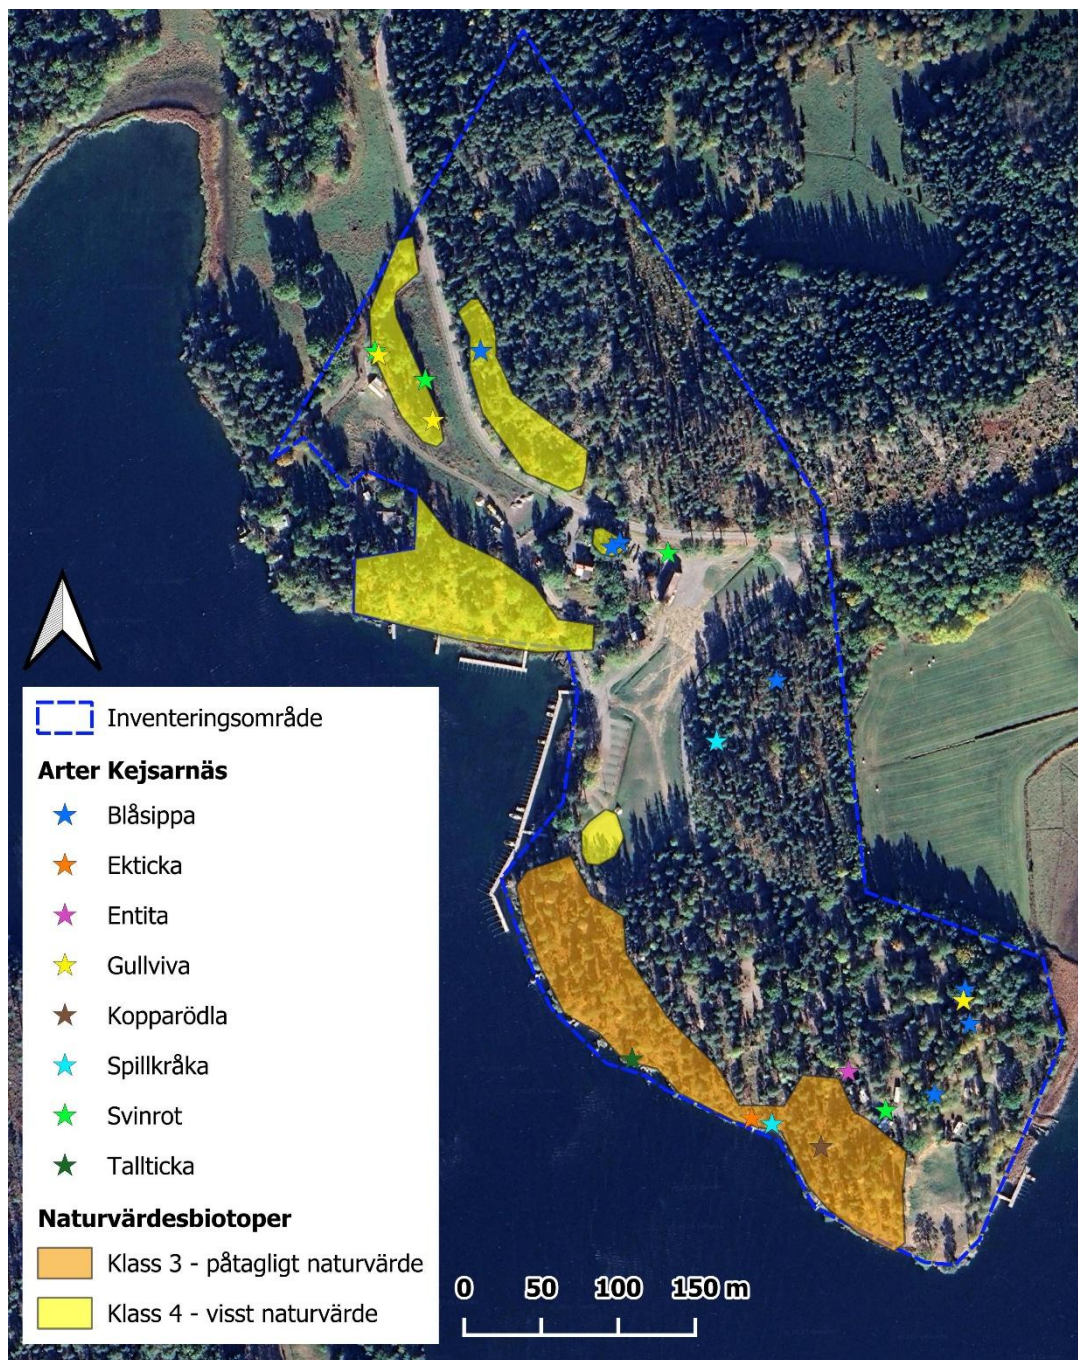 Inventeringsområde
Arter Kejsarnäs
Blåsippa
Ekticka
Entita
Gullviva
Kopparödla
Spillkråka
Svinrot
Tallticka
Naturvärdesbiotoper
Klass 3 - påtagligt naturvärde
Klass 4 - visst naturvärde
0 50 100 150 m